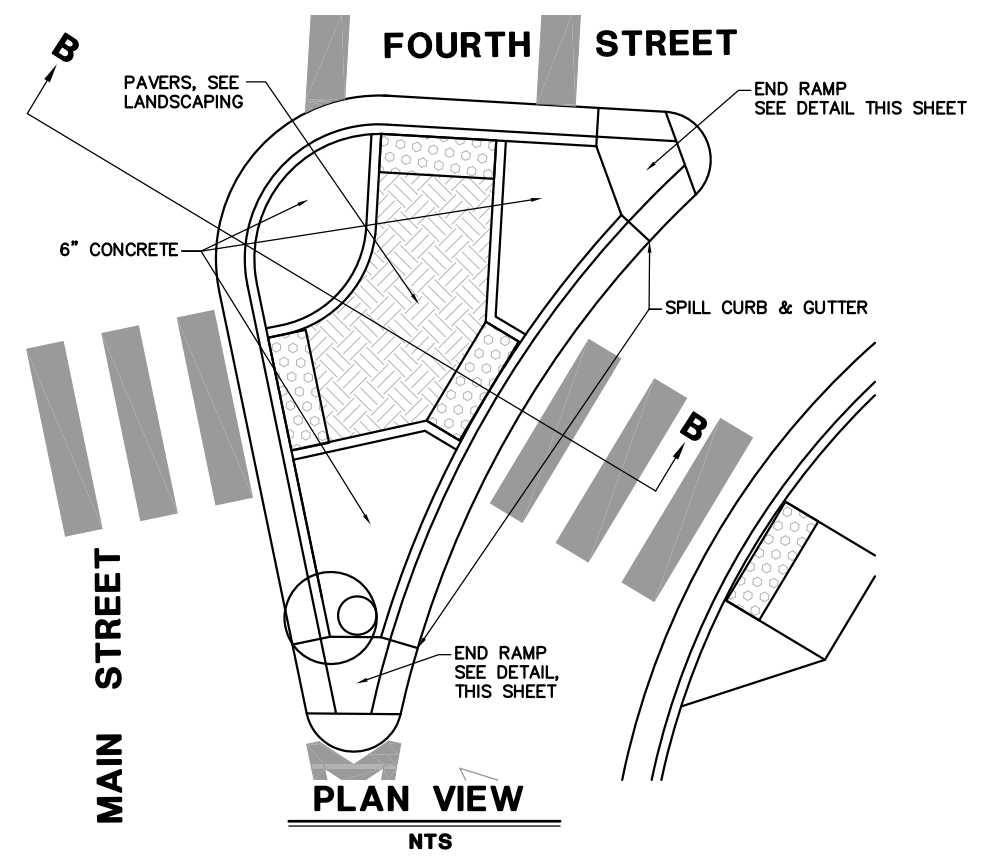 FOURTH STREET
B
PAVERS, SEE
LANDSCAPING
END RAMP
SEE DETAIL THIS SHEET
6" CONCRETE
SPILL CURB & GUTTER
B
MAIN STREET
END RAMP
SEE DETAIL,
THIS SHEET
PLAN VIEW
NTS